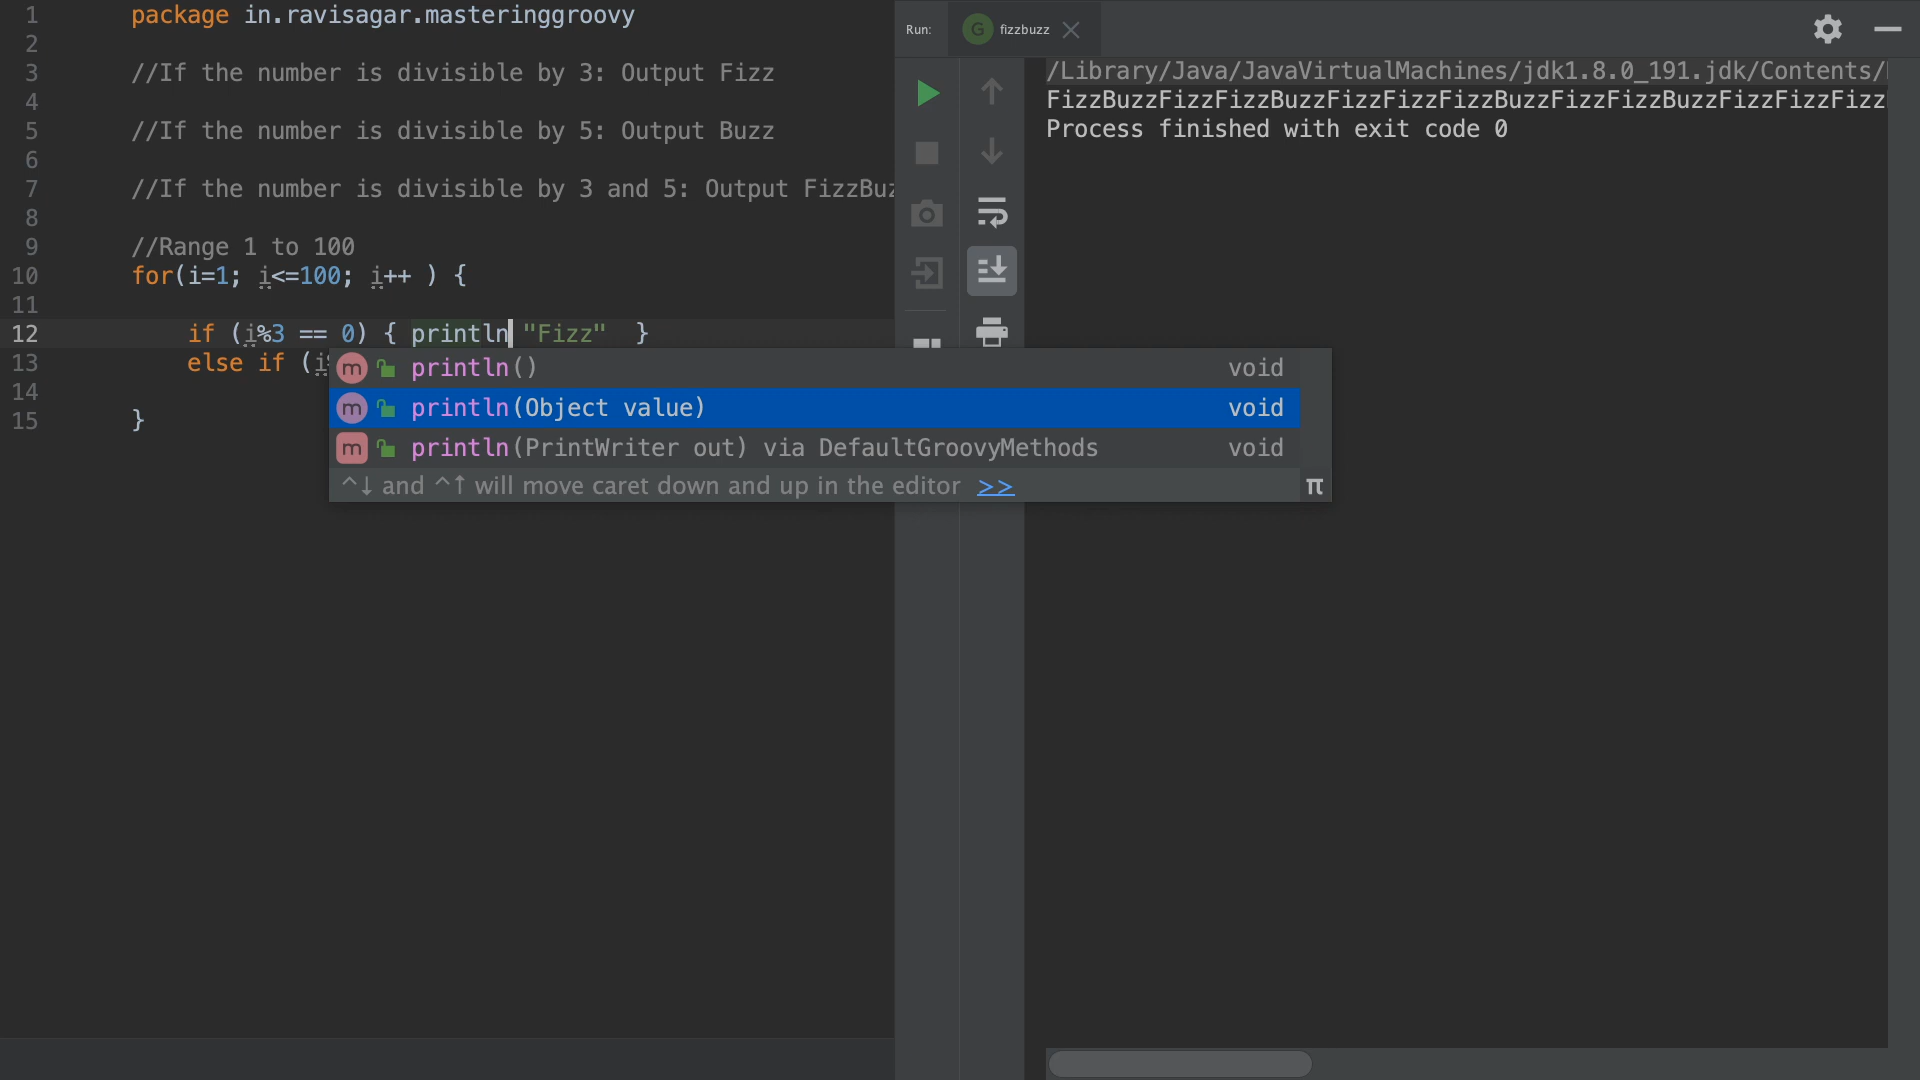 1 package in.ravisagar.masteringgroovy
2
3 //If the number is divisible by 3: Output Fizz
4
5 //If the number is divisible by 5: Output Buzz
6
7 //If the number is divisible by 3 and 5: Output FizzBuz
8
9 //Range 1 to 100
10 for(i=1; i<=100; i++ ) {
11
12 if (i%3 == 0) { println "Fizz" }
13 else if (i%
14
15 }
println() void
println(Object value) void
println(PrintWriter out) via DefaultGroovyMethods void
^↓ and ^↑ will move caret down and up in the editor >> π
Run: G fizzbuzz
/Library/Java/JavaVirtualMachines/jdk1.8.0_191.jdk/Contents/
FizzBuzzFizzFizzBuzzFizzFizzFizzBuzzFizzFizzBuzzFizzFizzFizz
Process finished with exit code 0